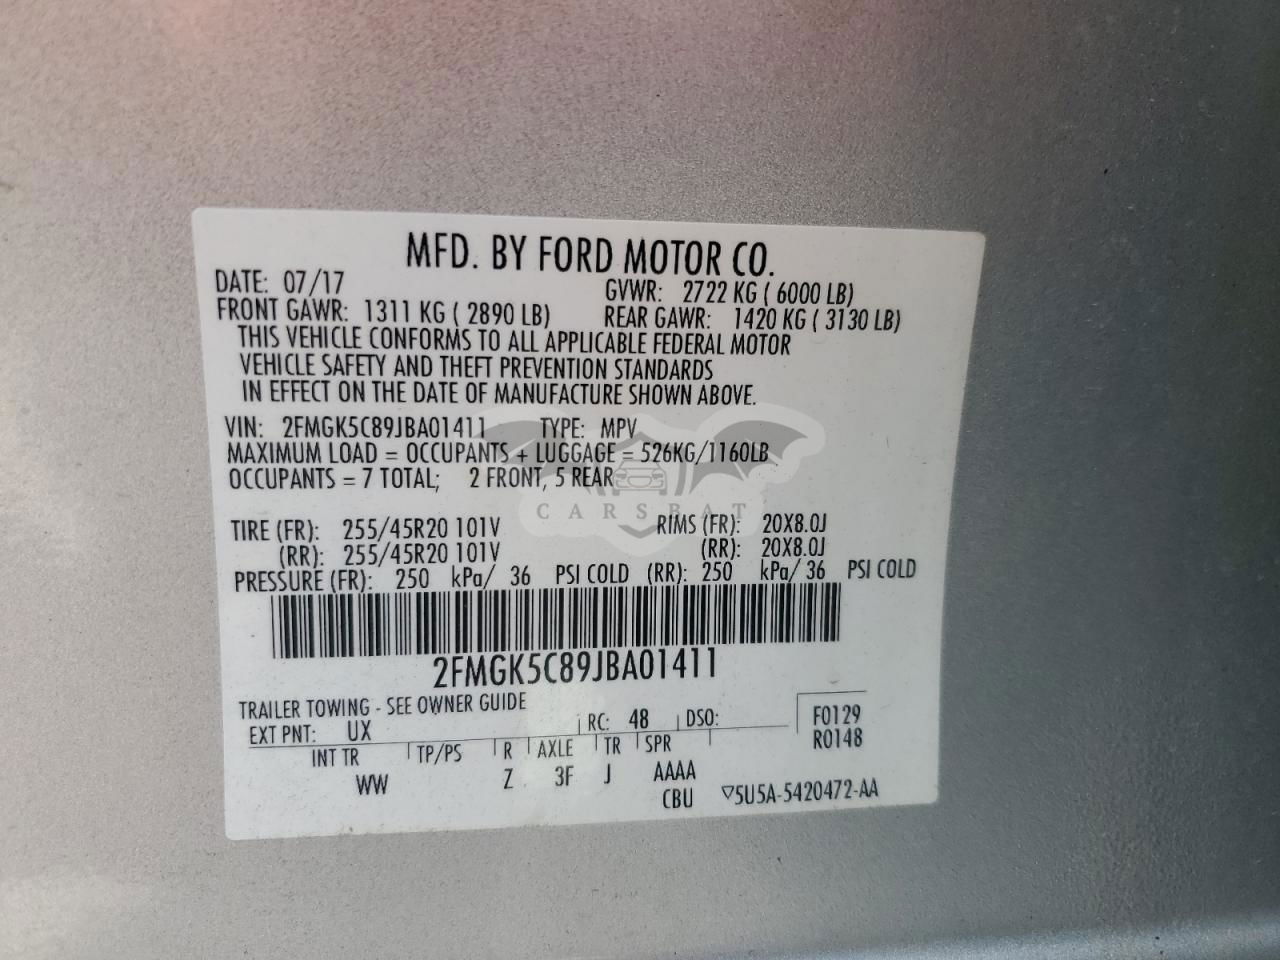 MFD. BY FORD MOTOR CO.
DATE: 07/17 GVWR: 2722 KG ( 6000 LB)
FRONT GAWR: 1311 KG ( 2890 LB) REAR GAWR: 1420 KG ( 3130 LB)
THIS VEHICLE CONFORMS TO ALL APPLICABLE FEDERAL MOTOR
VEHICLE SAFETY AND THEFT PREVENTION STANDARDS
IN EFFECT ON THE DATE OF MANUFACTURE SHOWN ABOVE.
VIN: 2FMGK5C89JBA01411 TYPE: MPV
MAXIMUM LOAD = OCCUPANTS + LUGGAGE = 526KG/1160LB
OCCUPANTS = 7 TOTAL; 2 FRONT, 5 REAR
CARSBAT
TIRE (FR): 255/45R20 101V RIMS (FR): 20X8.0J
(RR): 255/45R20 101V (RR): 20X8.0J
PRESSURE (FR): 250 kPa/ 36 PSI COLD (RR): 250 kPa/ 36 PSI COLD
2FMGK5C89JBA01411
TRAILER TOWING - SEE OWNER GUIDE
EXT PNT: UX RC: 48 DSO: F0129
INT TR TP/PS R AXLE TR SPR R0148
WW Z 3F J AAAA
CBU ▽5U5A-5420472-AA